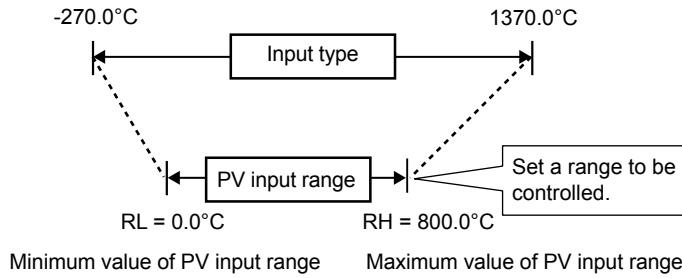 -270.0°C 1370.0°C
Input type
PV input range
Set a range to be
controlled.
RL = 0.0°C RH = 800.0°C
Minimum value of PV input range Maximum value of PV input range